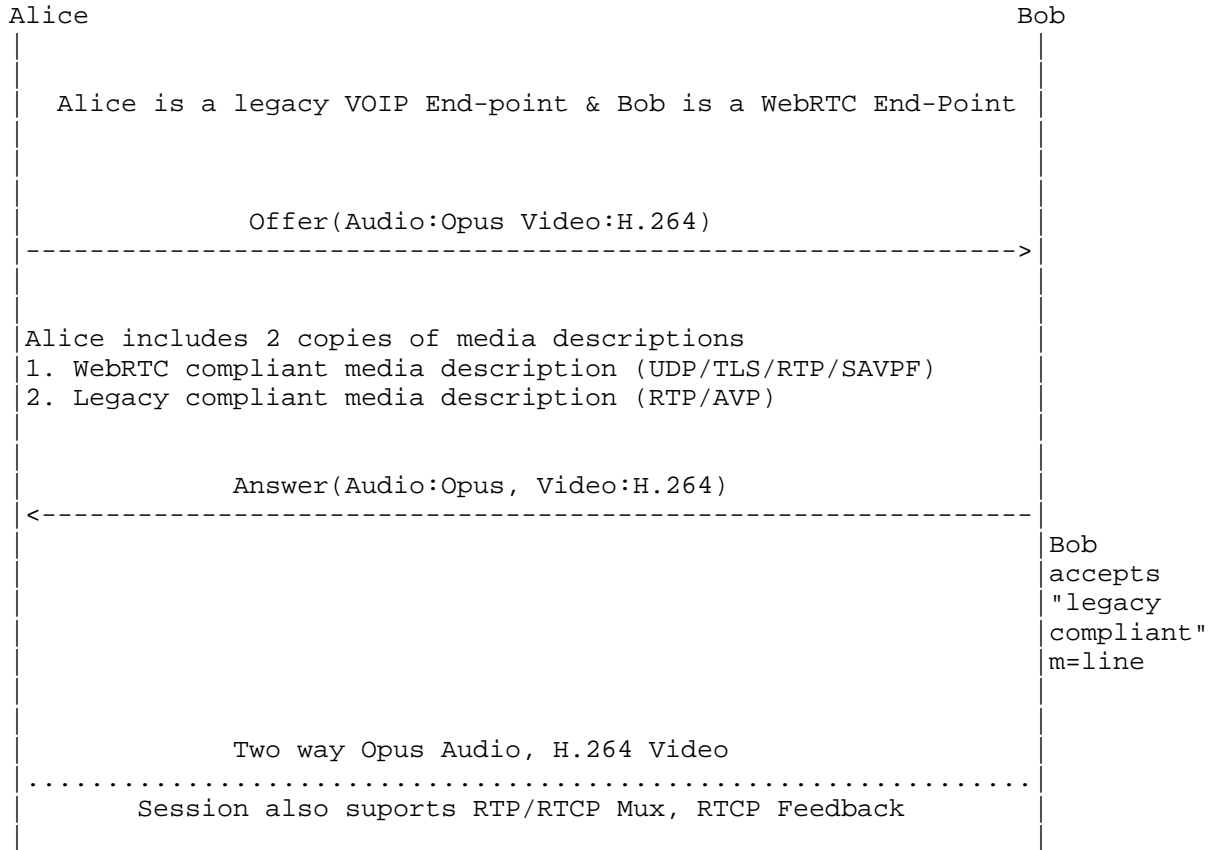 Alice Bob
Alice is a legacy VOIP End-point & Bob is a WebRTC End-Point
Offer(Audio:Opus Video:H.264)
Alice includes 2 copies of media descriptions
1. WebRTC compliant media description (UDP/TLS/RTP/SAVPF)
2. Legacy compliant media description (RTP/AVP)
Answer(Audio:Opus, Video:H.264)
Bob
accepts
"legacy
compliant"
m=line
Two way Opus Audio, H.264 Video
Session also suports RTP/RTCP Mux, RTCP Feedback